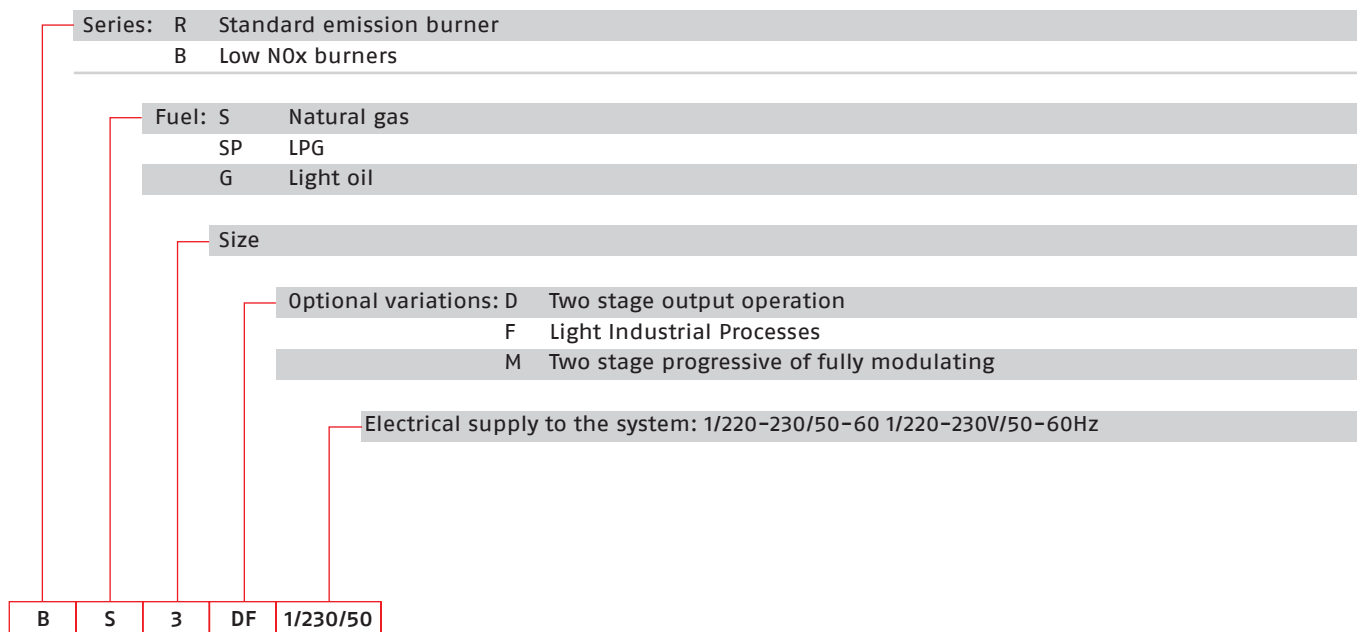 Series: R Standard emission burner
B Low NOx burners
Fuel: S Natural gas
SP LPG
G Light oil
Size
Optional variations: D Two stage output operation
F Light Industrial Processes
M Two stage progressive of fully modulating
Electrical supply to the system: 1/220-230/50-60 1/220-230V/50-60Hz
B S 3 DF 1/230/50